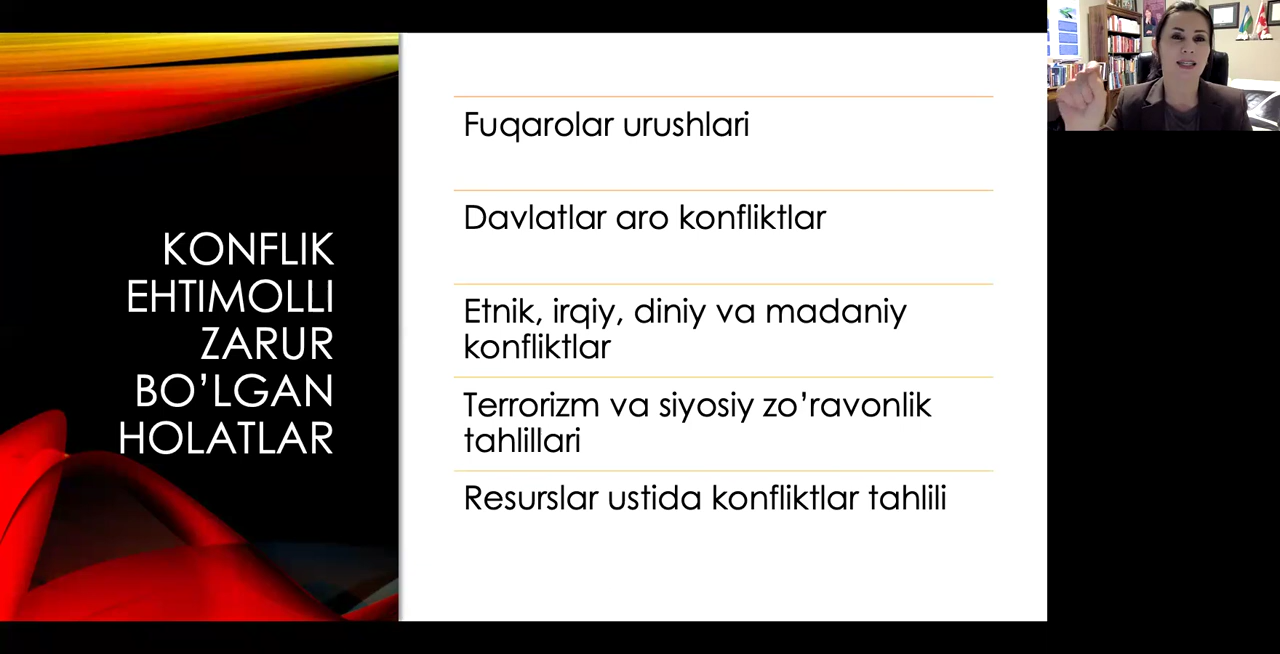 KONFLIK
EHTIMOLLI
ZARUR
BO’LGAN
HOLATLAR
Fuqarolar urushlari
Davlatlar aro konfliktlar
Etnik, irqiy, diniy va madaniy
konfliktlar
Terrorizm va siyosiy zo’ravonlik
tahlillari
Resurslar ustida konfliktlar tahlili